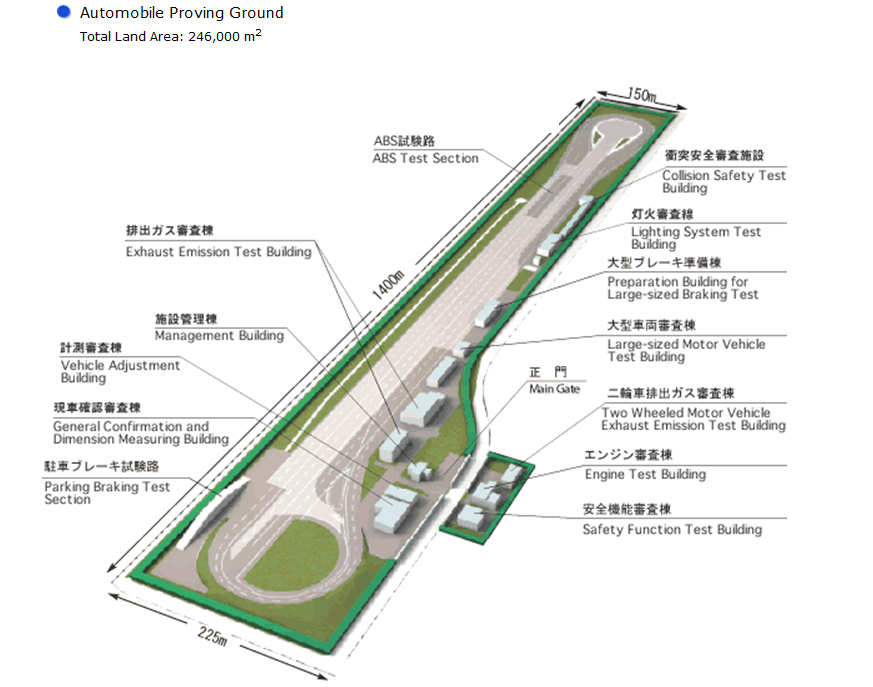 Automobile Proving Ground
Total Land Area: 246,000 m2
150m
ABS試験路
ABS Test Section
衝突安全審査施設
Collision Safety Test
Building
灯火審査線
Lighting System Test
Building
排出ガス審査棟
Exhaust Emission Test Building
大型ブレーキ準備棟
Preparation Building for
Large-sized Braking Test
1400m
施設管理棟
Management Building
大型車両審査棟
Large-sized Motor Vehicle
Test Building
計測審査棟
Vehicle Adjustment
Building
正 門
Main Gate
二輪車排出ガス審査棟
Two Wheeled Motor Vehicle
Exhaust Emission Test Building
現車確認審査棟
General Confirmation and
Dimension Measuring Building
エンジン審査棟
Engine Test Building
駐車ブレーキ試験路
Parking Braking Test
Section
安全機能審査棟
Safety Function Test Building
225m